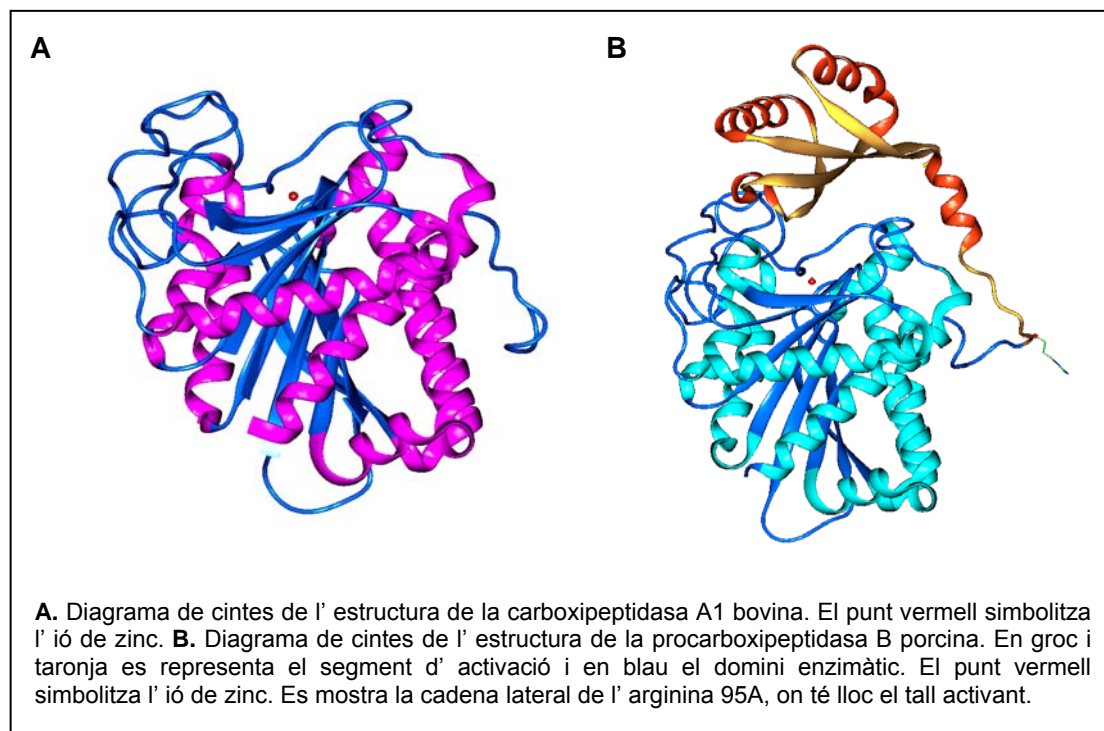 A
B
A. Diagrama de cintes de l’ estructura de la carboxipeptidasa A1 bovina. El punt vermell simbolitza
l’ ió de zinc. B. Diagrama de cintes de l’ estructura de la procarboxipeptidasa B porcina. En groc i
taronja es representa el segment d’ activació i en blau el domini enzimàtic. El punt vermell
simbolitza l’ ió de zinc. Es mostra la cadena lateral de l’ arginina 95A, on té lloc el tall activant.